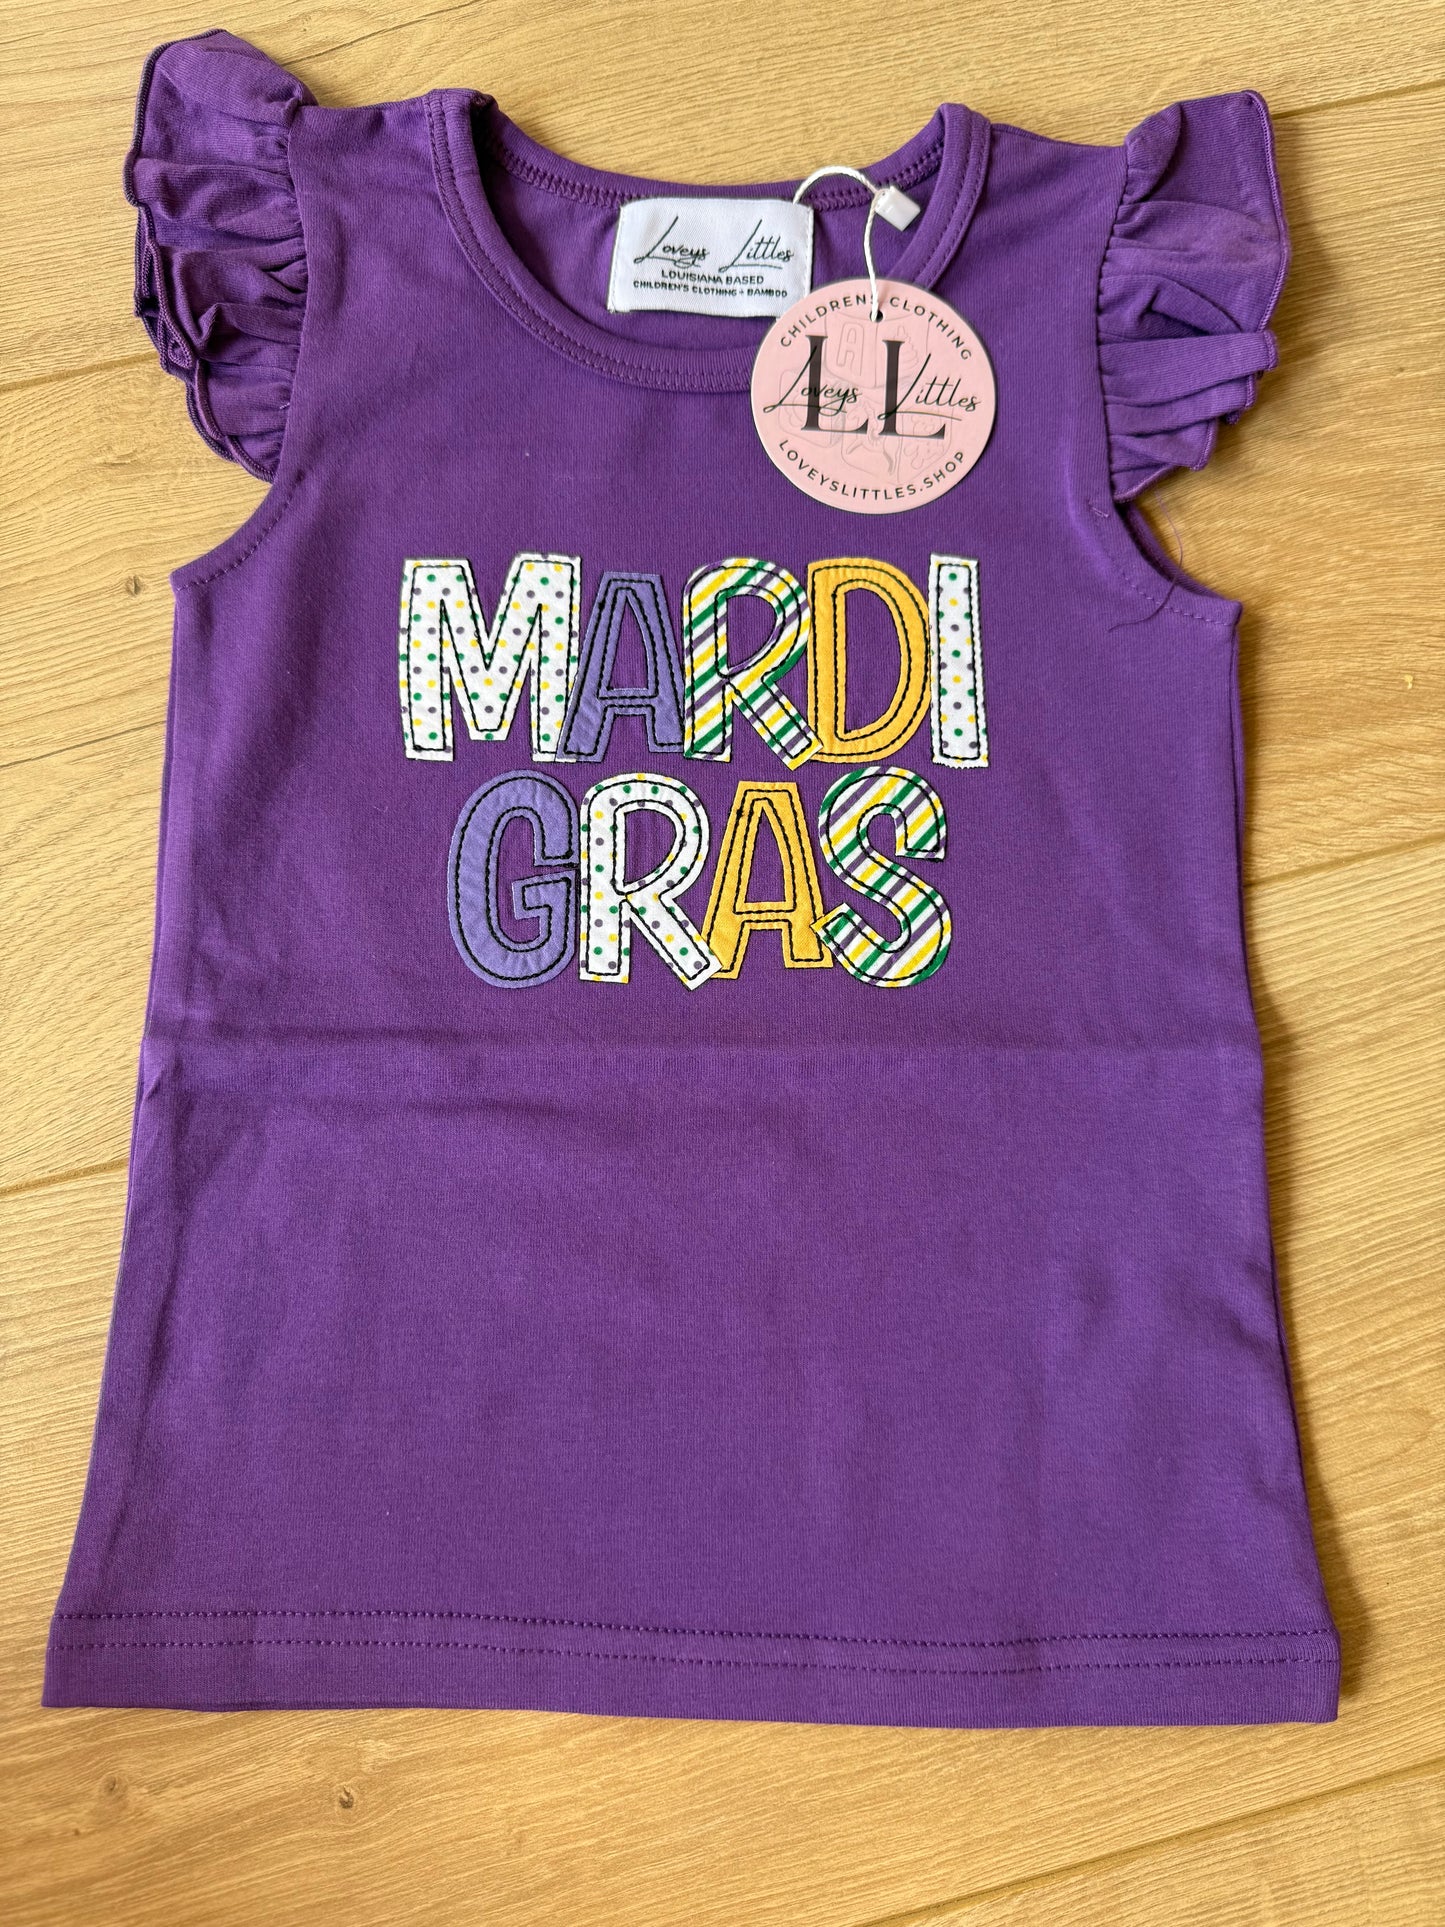 Loveys Littles
LOUISIANA BASED
CHILDREN'S CLOTHING + BAMBOO
CHILDRENS CLOTHING
LL
Loveys Littles
LOVEYSLITTLES.SHOP
MARDI
GRAS